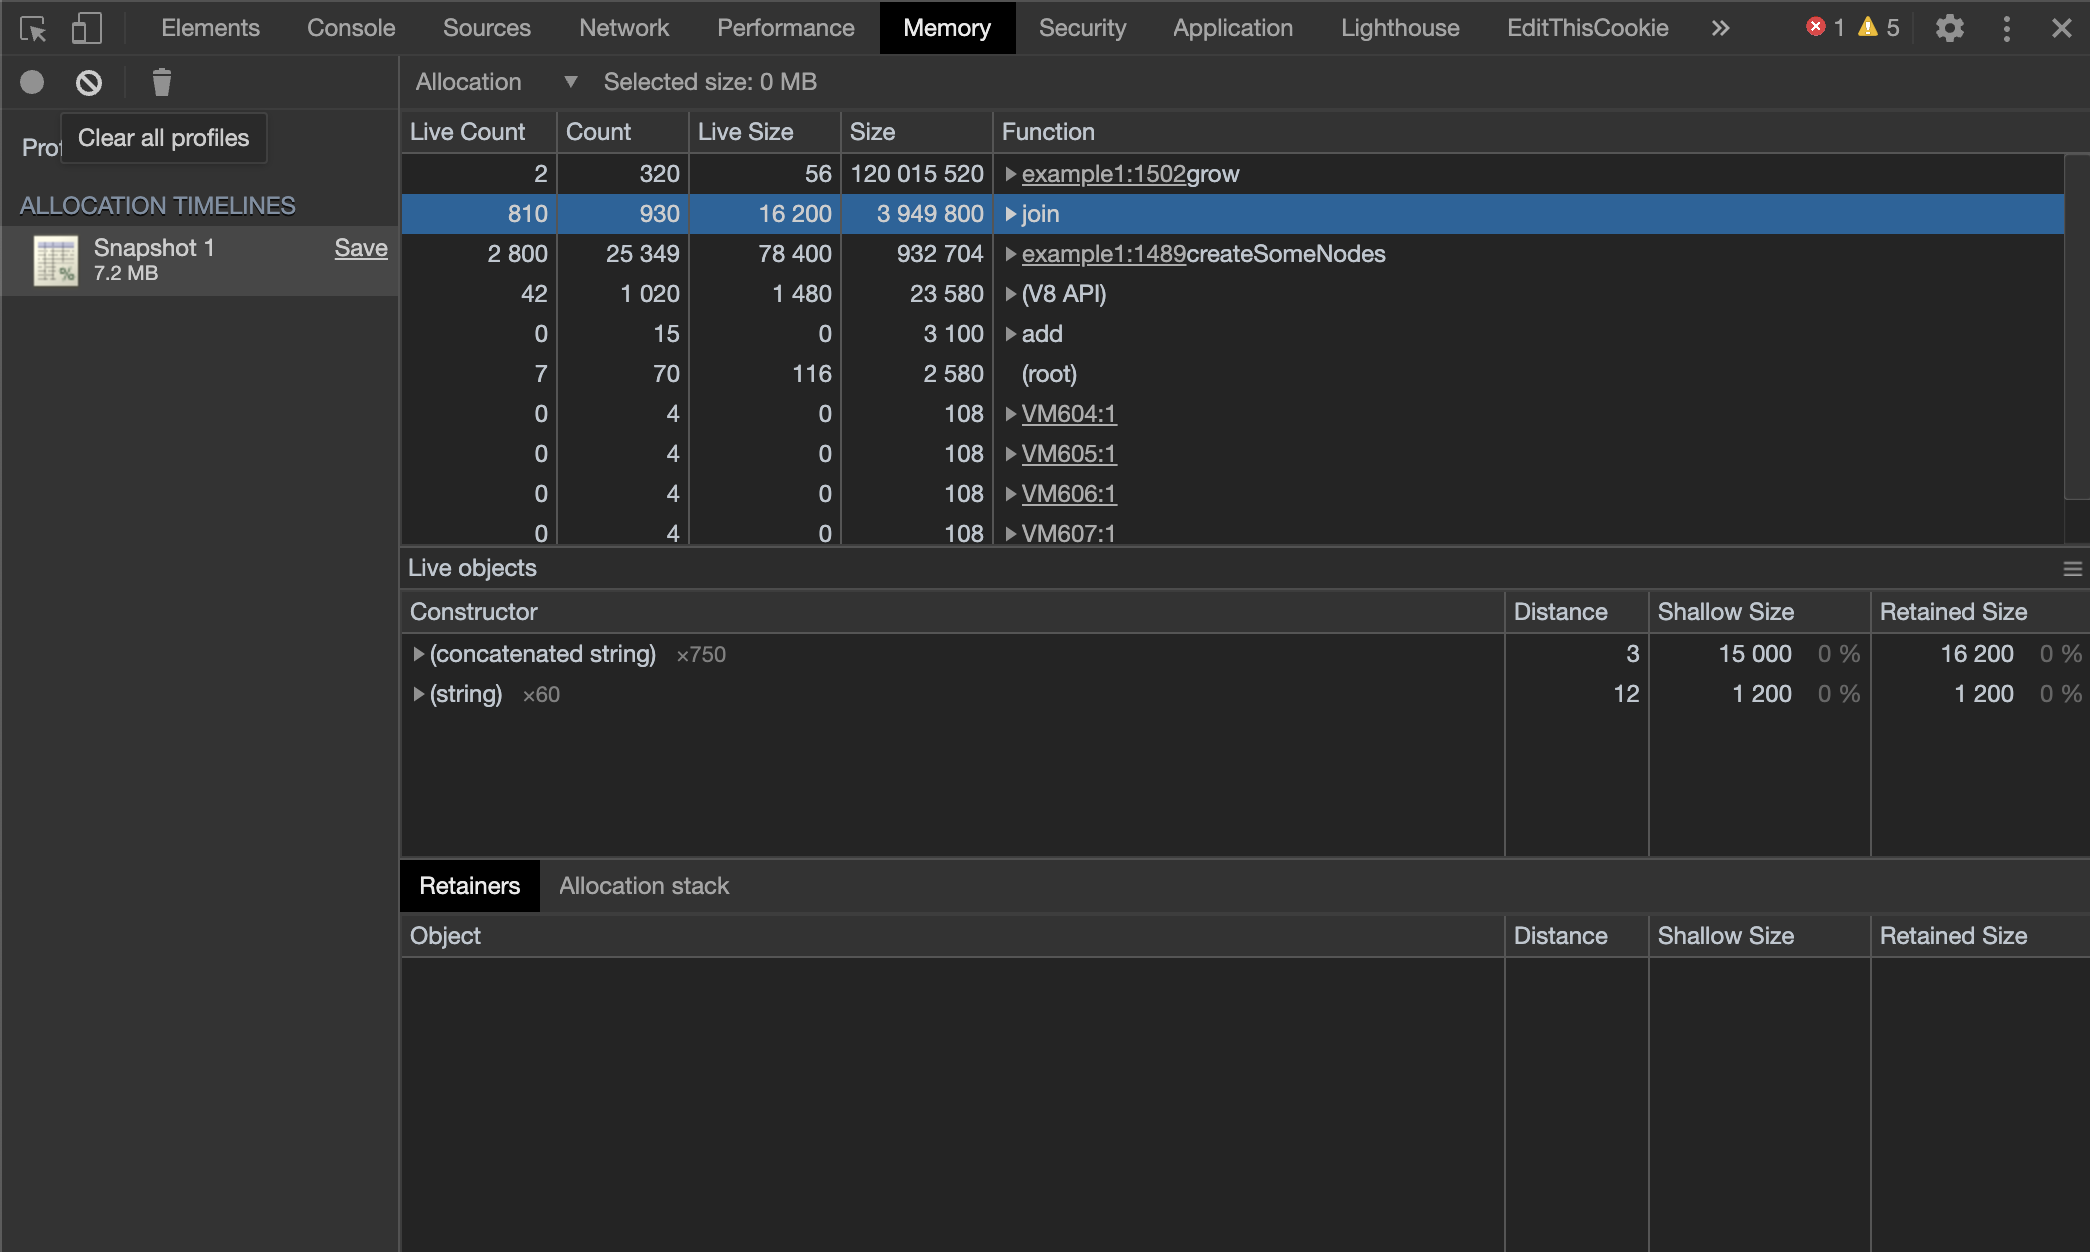 Elements Console Sources Network Performance Memory Security Application Lighthouse EditThisCookie » 1 5
Allocation ▼ Selected size: 0 MB
Clear all profiles
Prof
ALLOCATION TIMELINES
Snapshot 1 Save
7.2 MB
Live Count Count Live Size Size Function
2 320 56 120 015 520 example1:1502grow
810 930 16 200 3 949 800 join
2 800 25 349 78 400 932 704 example1:1489createSomeNodes
42 1 020 1 480 23 580 (V8 API)
0 15 0 3 100 add
7 70 116 2 580 (root)
0 4 0 108 VM604:1
0 4 0 108 VM605:1
0 4 0 108 VM606:1
0 4 0 108 VM607:1
Live objects
Constructor Distance Shallow Size Retained Size
(concatenated string) ×750 3 15 000 0 % 16 200 0 %
(string) ×60 12 1 200 0 % 1 200 0 %
Retainers Allocation stack
Object Distance Shallow Size Retained Size